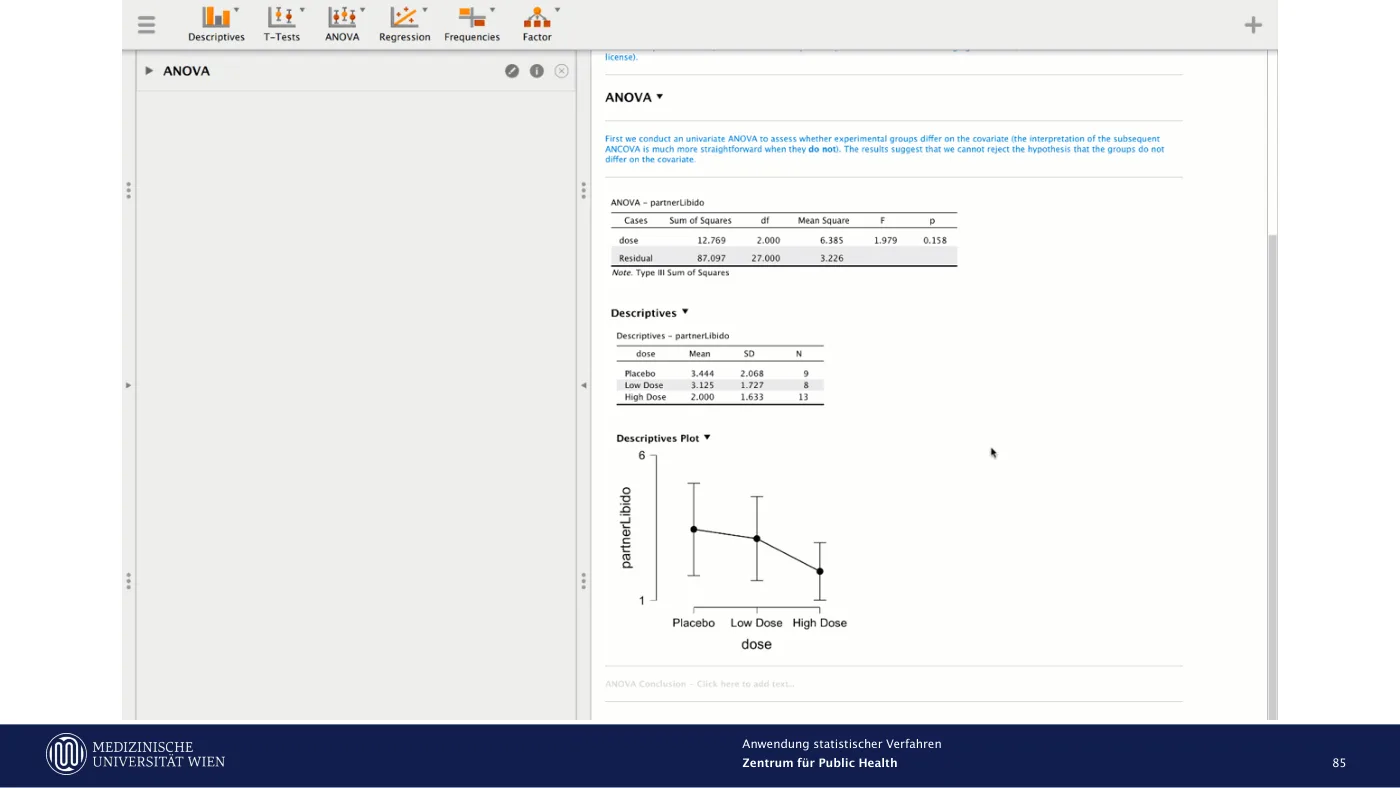 Descriptives T-Tests ANOVA Regression Frequencies Factor
ANOVA
license).
ANOVA
First we conduct an univariate ANOVA to assess whether experimental groups differ on the covariate (the interpretation of the subsequent
ANCOVA is much more straightforward when they do not). The results suggest that we cannot reject the hypothesis that the groups do not
differ on the covariate.
ANOVA – partnerLibido
Cases Sum of Squares df Mean Square F p
dose 12.769 2.000 6.385 1.979 0.158
Residual 87.097 27.000 3.226
Note. Type III Sum of Squares
Descriptives
Descriptives – partnerLibido
dose Mean SD N
Placebo 3.444 2.068 9
Low Dose 3.125 1.727 8
High Dose 2.000 1.633 13
Descriptives Plot
6
partnerLibido
1
Placebo Low Dose High Dose
dose
ANOVA Conclusion – Click here to add text...
MEDIZINISCHE
UNIVERSITÄT WIEN
Anwendung statistischer Verfahren
Zentrum für Public Health
85